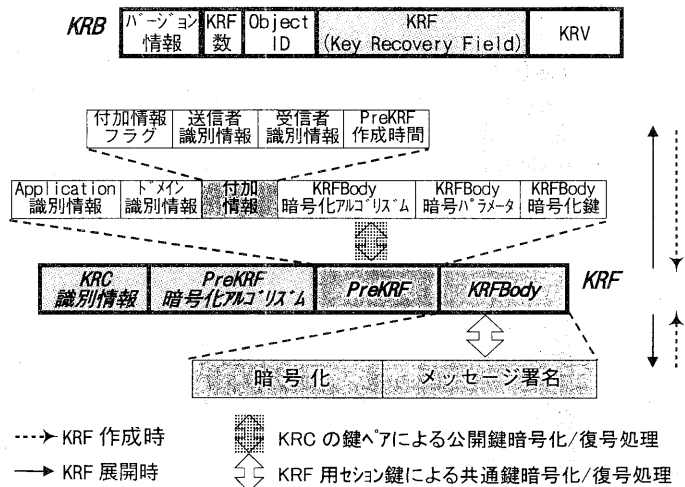 KRB
バージョン情報
KRF数
Object ID
KRF (Key Recovery Field)
KRV
付加情報フラグ
送信者識別情報
受信者識別情報
PreKRF作成時間
Application識別情報
ドメイン識別情報
付加情報
KRFBody暗号化アルゴリズム
KRFBody暗号パラメータ
KRFBody暗号化鍵
KRC識別情報
PreKRF暗号化アルゴリズム
PreKRF
KRFBody
KRF
暗号化
メッセージ署名
KRF 作成時
KRCの鍵ペアによる公開鍵暗号化/復号処理
KRF 展開時
KRF 用セション鍵による共通鍵暗号化/復号処理